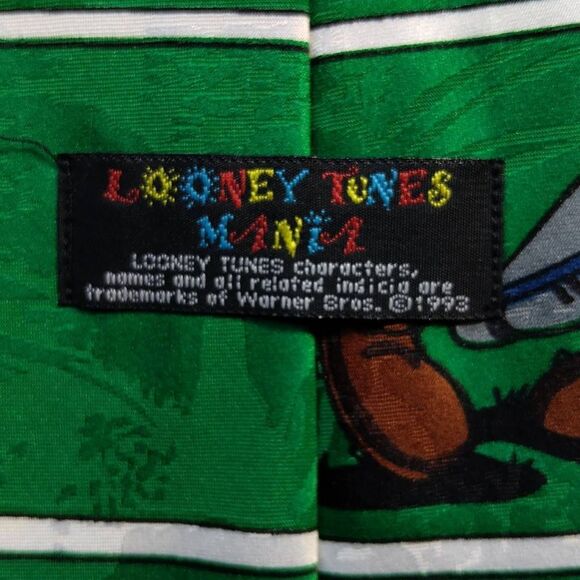 LOONEY TUNES
MANIA
LOONEY TUNES characters,
names and all related indicia are
trademarks of Warner Bros. ©1993